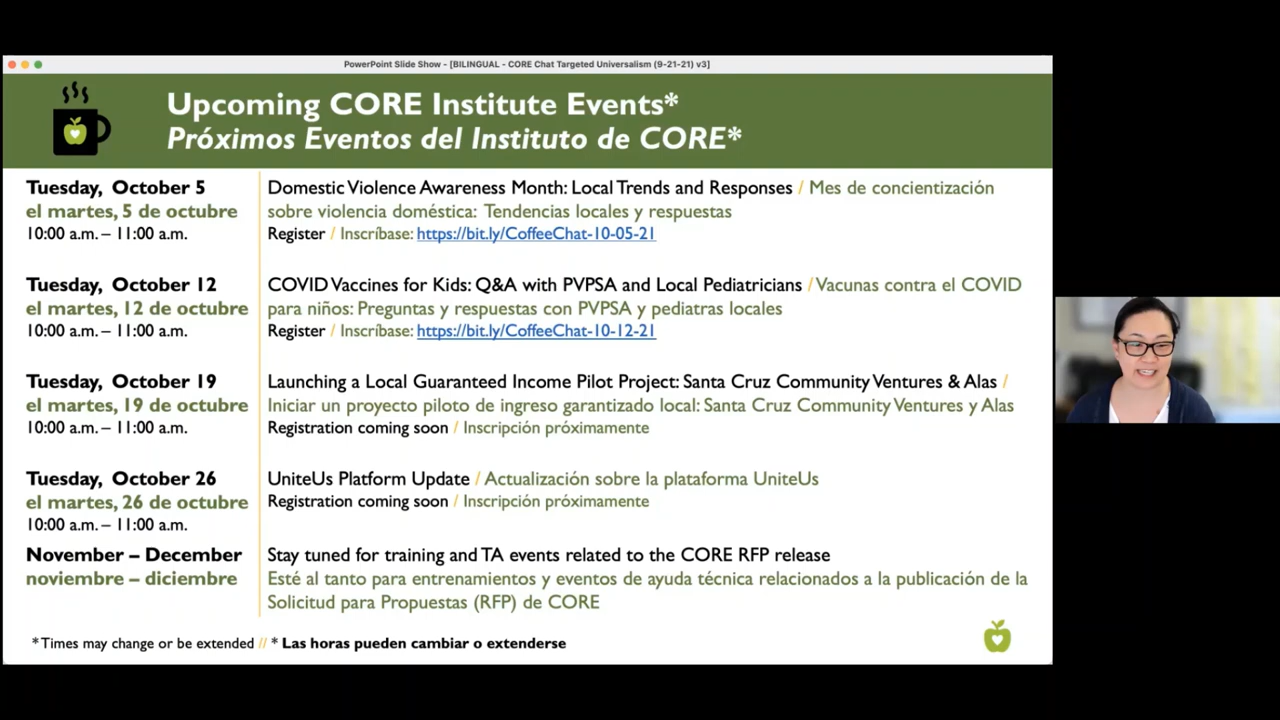 PowerPoint Slide Show - [BILINGUAL - CORE Chat Targeted Universalism (9-21-21) v3]
Upcoming CORE Institute Events*
Próximos Eventos del Instituto de CORE*
Tuesday, October 5
el martes, 5 de octubre
10:00 a.m. – 11:00 a.m.
Domestic Violence Awareness Month: Local Trends and Responses / Mes de concientización
sobre violencia doméstica: Tendencias locales y respuestas
Register / Inscríbase: https://bit.ly/CoffeeChat-10-05-21
Tuesday, October 12
el martes, 12 de octubre
10:00 a.m. – 11:00 a.m.
COVID Vaccines for Kids: Q&A with PVPSA and Local Pediatricians / Vacunas contra el COVID
para niños: Preguntas y respuestas con PVPSA y pediatras locales
Register / Inscríbase: https://bit.ly/CoffeeChat-10-12-21
Tuesday, October 19
el martes, 19 de octubre
10:00 a.m. – 11:00 a.m.
Launching a Local Guaranteed Income Pilot Project: Santa Cruz Community Ventures & Alas /
Iniciar un proyecto piloto de ingreso garantizado local: Santa Cruz Community Ventures y Alas
Registration coming soon / Inscripción próximamente
Tuesday, October 26
el martes, 26 de octubre
10:00 a.m. – 11:00 a.m.
UniteUs Platform Update / Actualización sobre la plataforma UniteUs
Registration coming soon / Inscripción próximamente
November – December
noviembre – diciembre
Stay tuned for training and TA events related to the CORE RFP release
Esté al tanto para entrenamientos y eventos de ayuda técnica relacionados a la publicación de la
Solicitud para Propuestas (RFP) de CORE
*Times may change or be extended // * Las horas pueden cambiar o extenderse